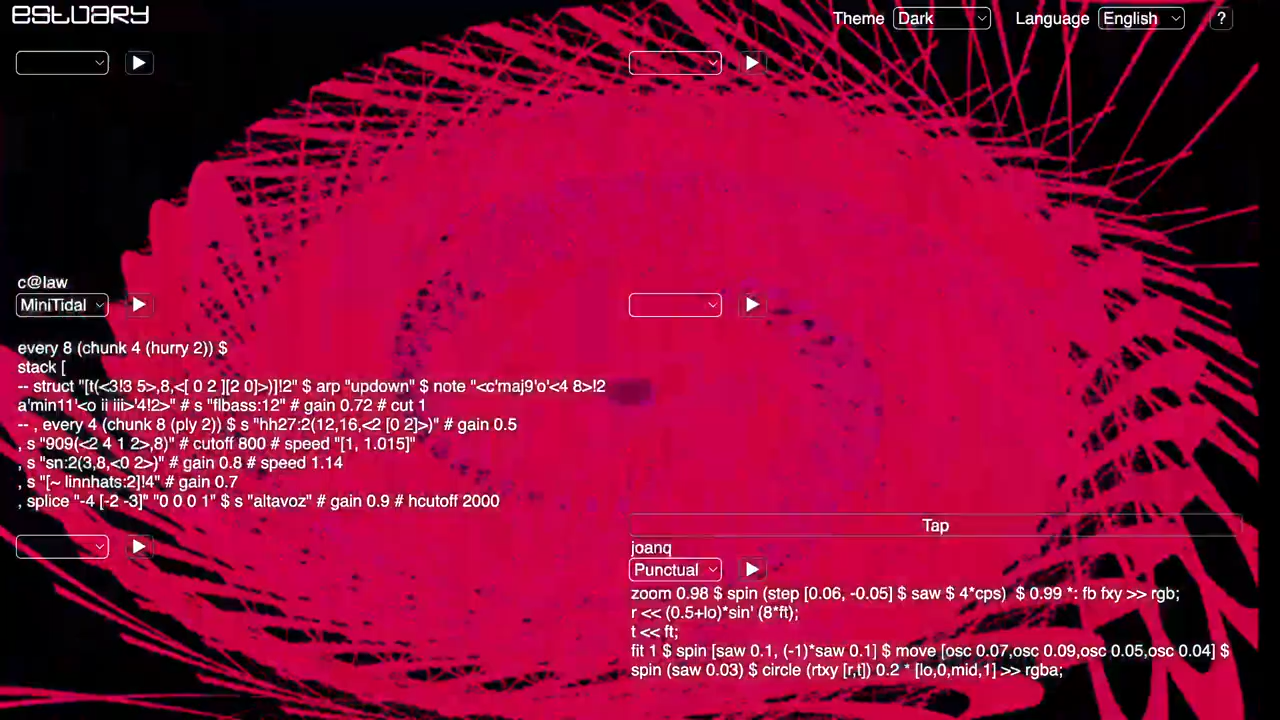 estuary
Theme Dark Language English ?
c@law
MiniTidal
every 8 (chunk 4 (hurry 2)) $
stack [
-- struct "[t(<3!3 5>,8,<[ 0 2 ][2 0]>)]!2" $ arp "updown" $ note "<c'maj9'o'<4 8>!2
a'min11'<o ii iii>'4!2>" # s "flbass:12" # gain 0.72 # cut 1
-- , every 4 (chunk 8 (ply 2)) $ s "hh27:2(12,16,<2 [0 2]>)" # gain 0.5
, s "909(<2 4 1 2>,8)" # cutoff 800 # speed "[1, 1.015]"
, s "sn:2(3,8,<0 2>)" # gain 0.8 # speed 1.14
, s "[~ linnhats:2]!4" # gain 0.7
, splice "-4 [-2 -3]" "0 0 0 1" $ s "altavoz" # gain 0.9 # hcutoff 2000
Tap
joanq
Punctual
zoom 0.98 $ spin (step [0.06, -0.05] $ saw $ 4*cps)  $ 0.99 *: fb fxy >> rgb;
r << (0.5+lo)*sin' (8*ft);
t << ft;
fit 1 $ spin [saw 0.1, (-1)*saw 0.1] $ move [osc 0.07,osc 0.09,osc 0.05,osc 0.04] $
spin (saw 0.03) $ circle (rtxy [r,t]) 0.2 * [lo,0,mid,1] >> rgba;